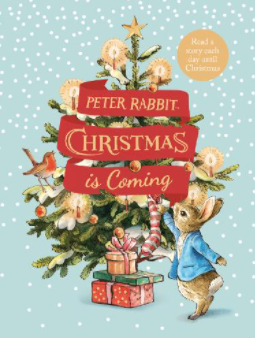 Read a
story each
day until
Christmas
PETER RABBIT
CHRISTMAS
is Coming